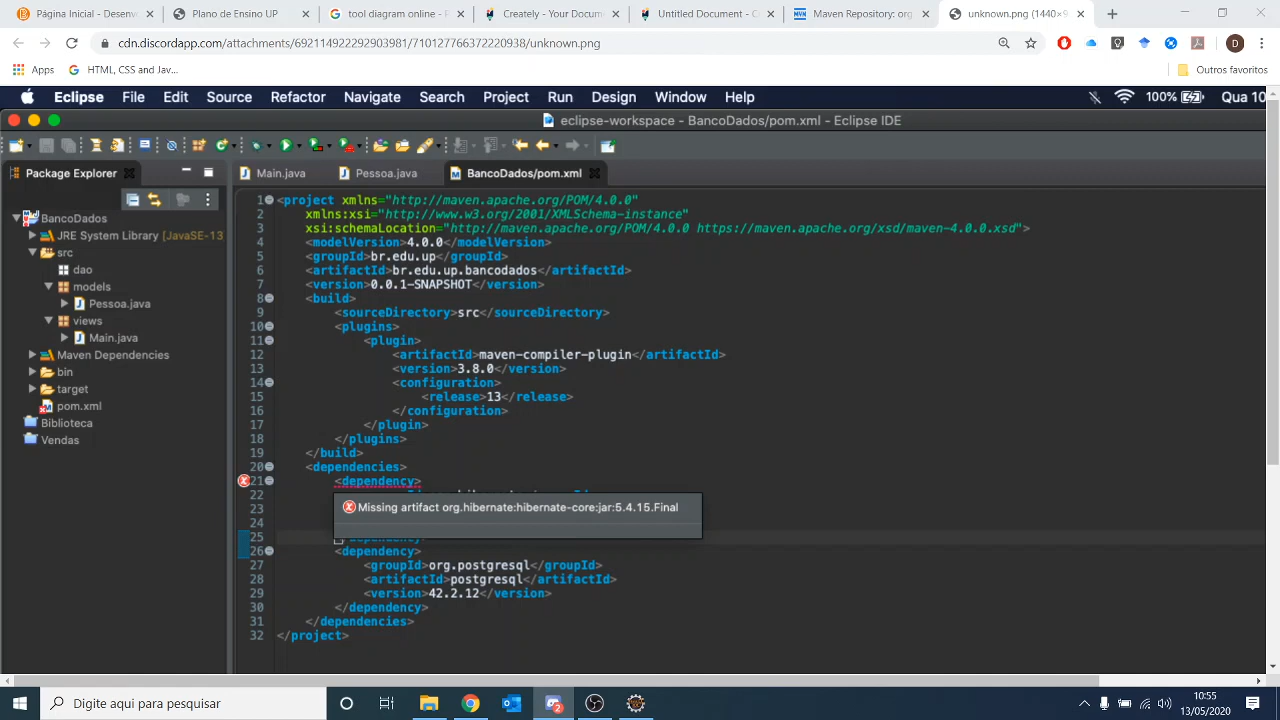 Página Inicial | Desenv
Plano de Ensino UP
tool diagram online - P
Creately - Your Docum
Untitled Document - C
Maven Repository: org
unknown.png (1440×9
cdn.discordapp.com/attachments/692114922292903981/710127766372220938/unknown.png
D
Apps
HTML, CSS and Jav...
Outros favoritos
Eclipse File Edit Source Refactor Navigate Search Project Run Design Window Help
100%
Qua 10
eclipse-workspace - BancoDados/pom.xml - Eclipse IDE
Package Explorer
Main.java
Pessoa.java
BancoDados/pom.xml
BancoDados
JRE System Library [JavaSE-13
src
dao
models
Pessoa.java
views
Main.java
Maven Dependencies
bin
target
pom.xml
Biblioteca
Vendas
1 <project xmlns="http://maven.apache.org/POM/4.0.0"
2 xmlns:xsi="http://www.w3.org/2001/XMLSchema-instance"
3 xsi:schemaLocation="http://maven.apache.org/POM/4.0.0 https://maven.apache.org/xsd/maven-4.0.0.xsd">
4 <modelVersion>4.0.0</modelVersion>
5 <groupId>br.edu.up</groupId>
6 <artifactId>br.edu.up.bancodados</artifactId>
7 <version>0.0.1-SNAPSHOT</version>
8 <build>
9 <sourceDirectory>src</sourceDirectory>
10 <plugins>
11 <plugin>
12 <artifactId>maven-compiler-plugin</artifactId>
13 <version>3.8.0</version>
14 <configuration>
15 <release>13</release>
16 </configuration>
17 </plugin>
18 </plugins>
19 </build>
20 <dependencies>
21 <dependency>
22
Missing artifact org.hibernate:hibernate-core:jar:5.4.15.Final
23
24
25
26 <dependency>
27 <groupId>org.postgresql</groupId>
28 <artifactId>postgresql</artifactId>
29 <version>42.2.12</version>
30 </dependency>
31 </dependencies>
32 </project>
Digite aqui para pesquisar
2
10:55
13/05/2020